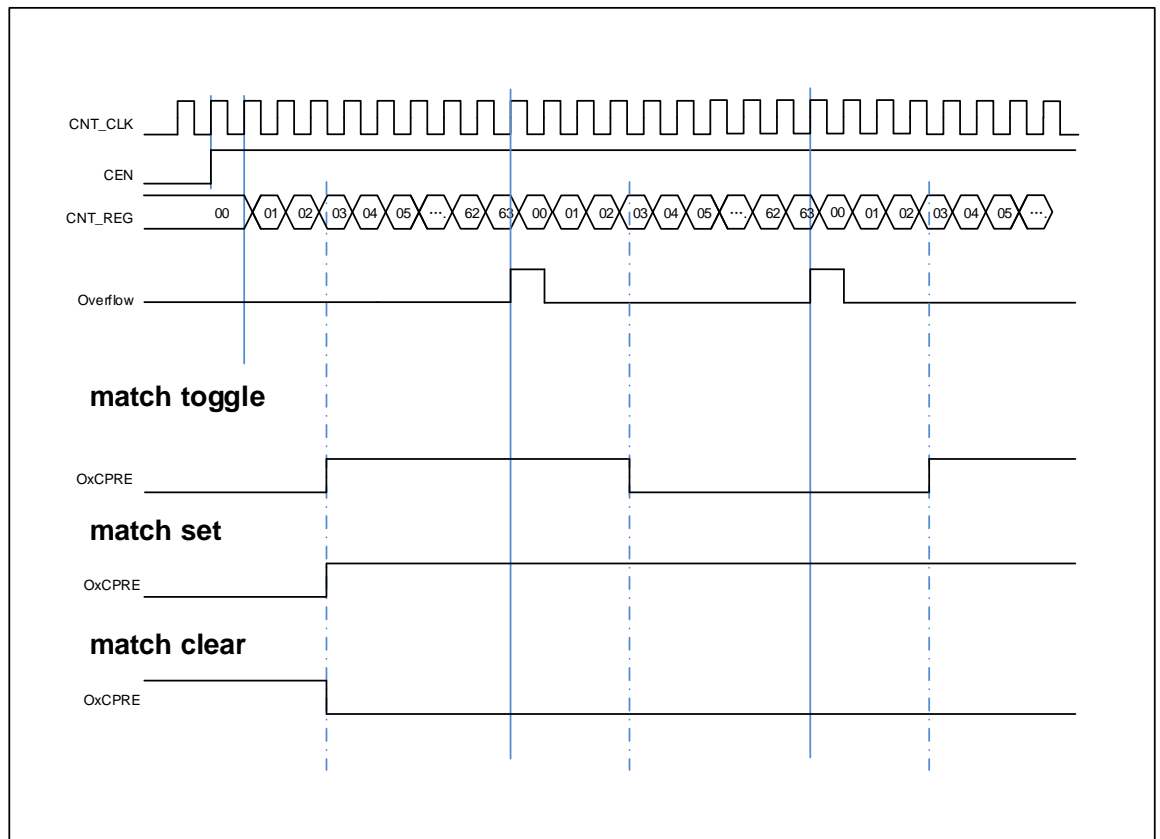 CNT_CLK
CEN
CNT_REG 00 01 02 03 04 05 …. 62 63 00 01 02 03 04 05 …. 62 63 00 01 02 03 04 05 ….
Overflow
match toggle
OxCPRE
match set
OxCPRE
match clear
OxCPRE